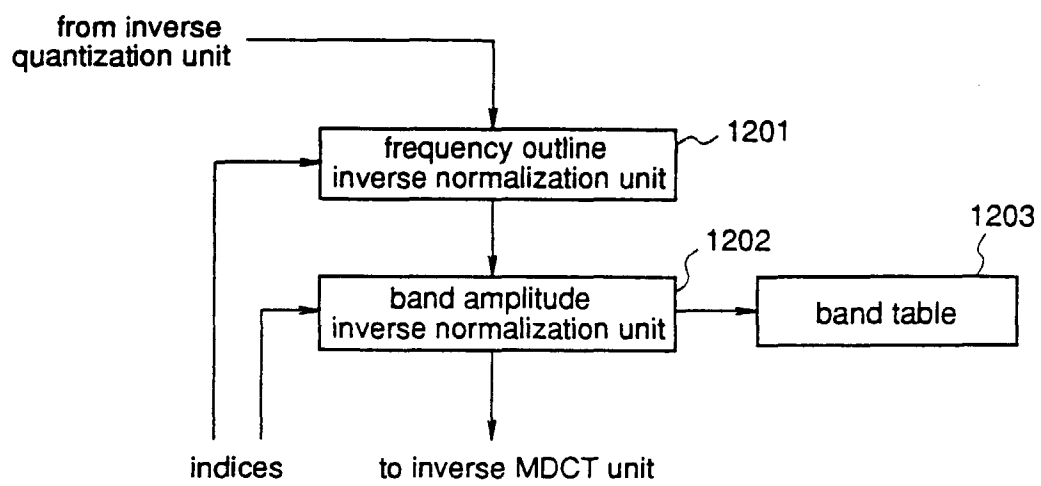 from inverse
quantization unit
1201
frequency outline
inverse normalization unit
1203
1202
band amplitude
inverse normalization unit
band table
indices
to inverse MDCT unit